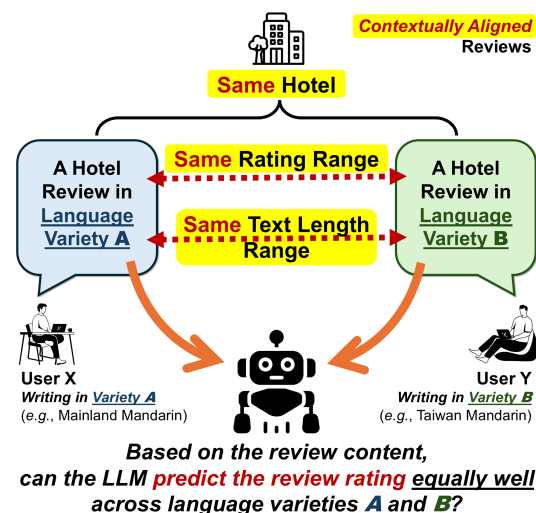 Contextually Aligned
Reviews
Same Hotel
A Hotel
Review in
Language
Variety A
Same Rating Range
Same Text Length
Range
A Hotel
Review in
Language
Variety B
User X
Writing in Variety A
(e.g., Mainland Mandarin)
User Y
Writing in Variety B
(e.g., Taiwan Mandarin)
Based on the review content,
can the LLM predict the review rating equally well
across language varieties A and B?